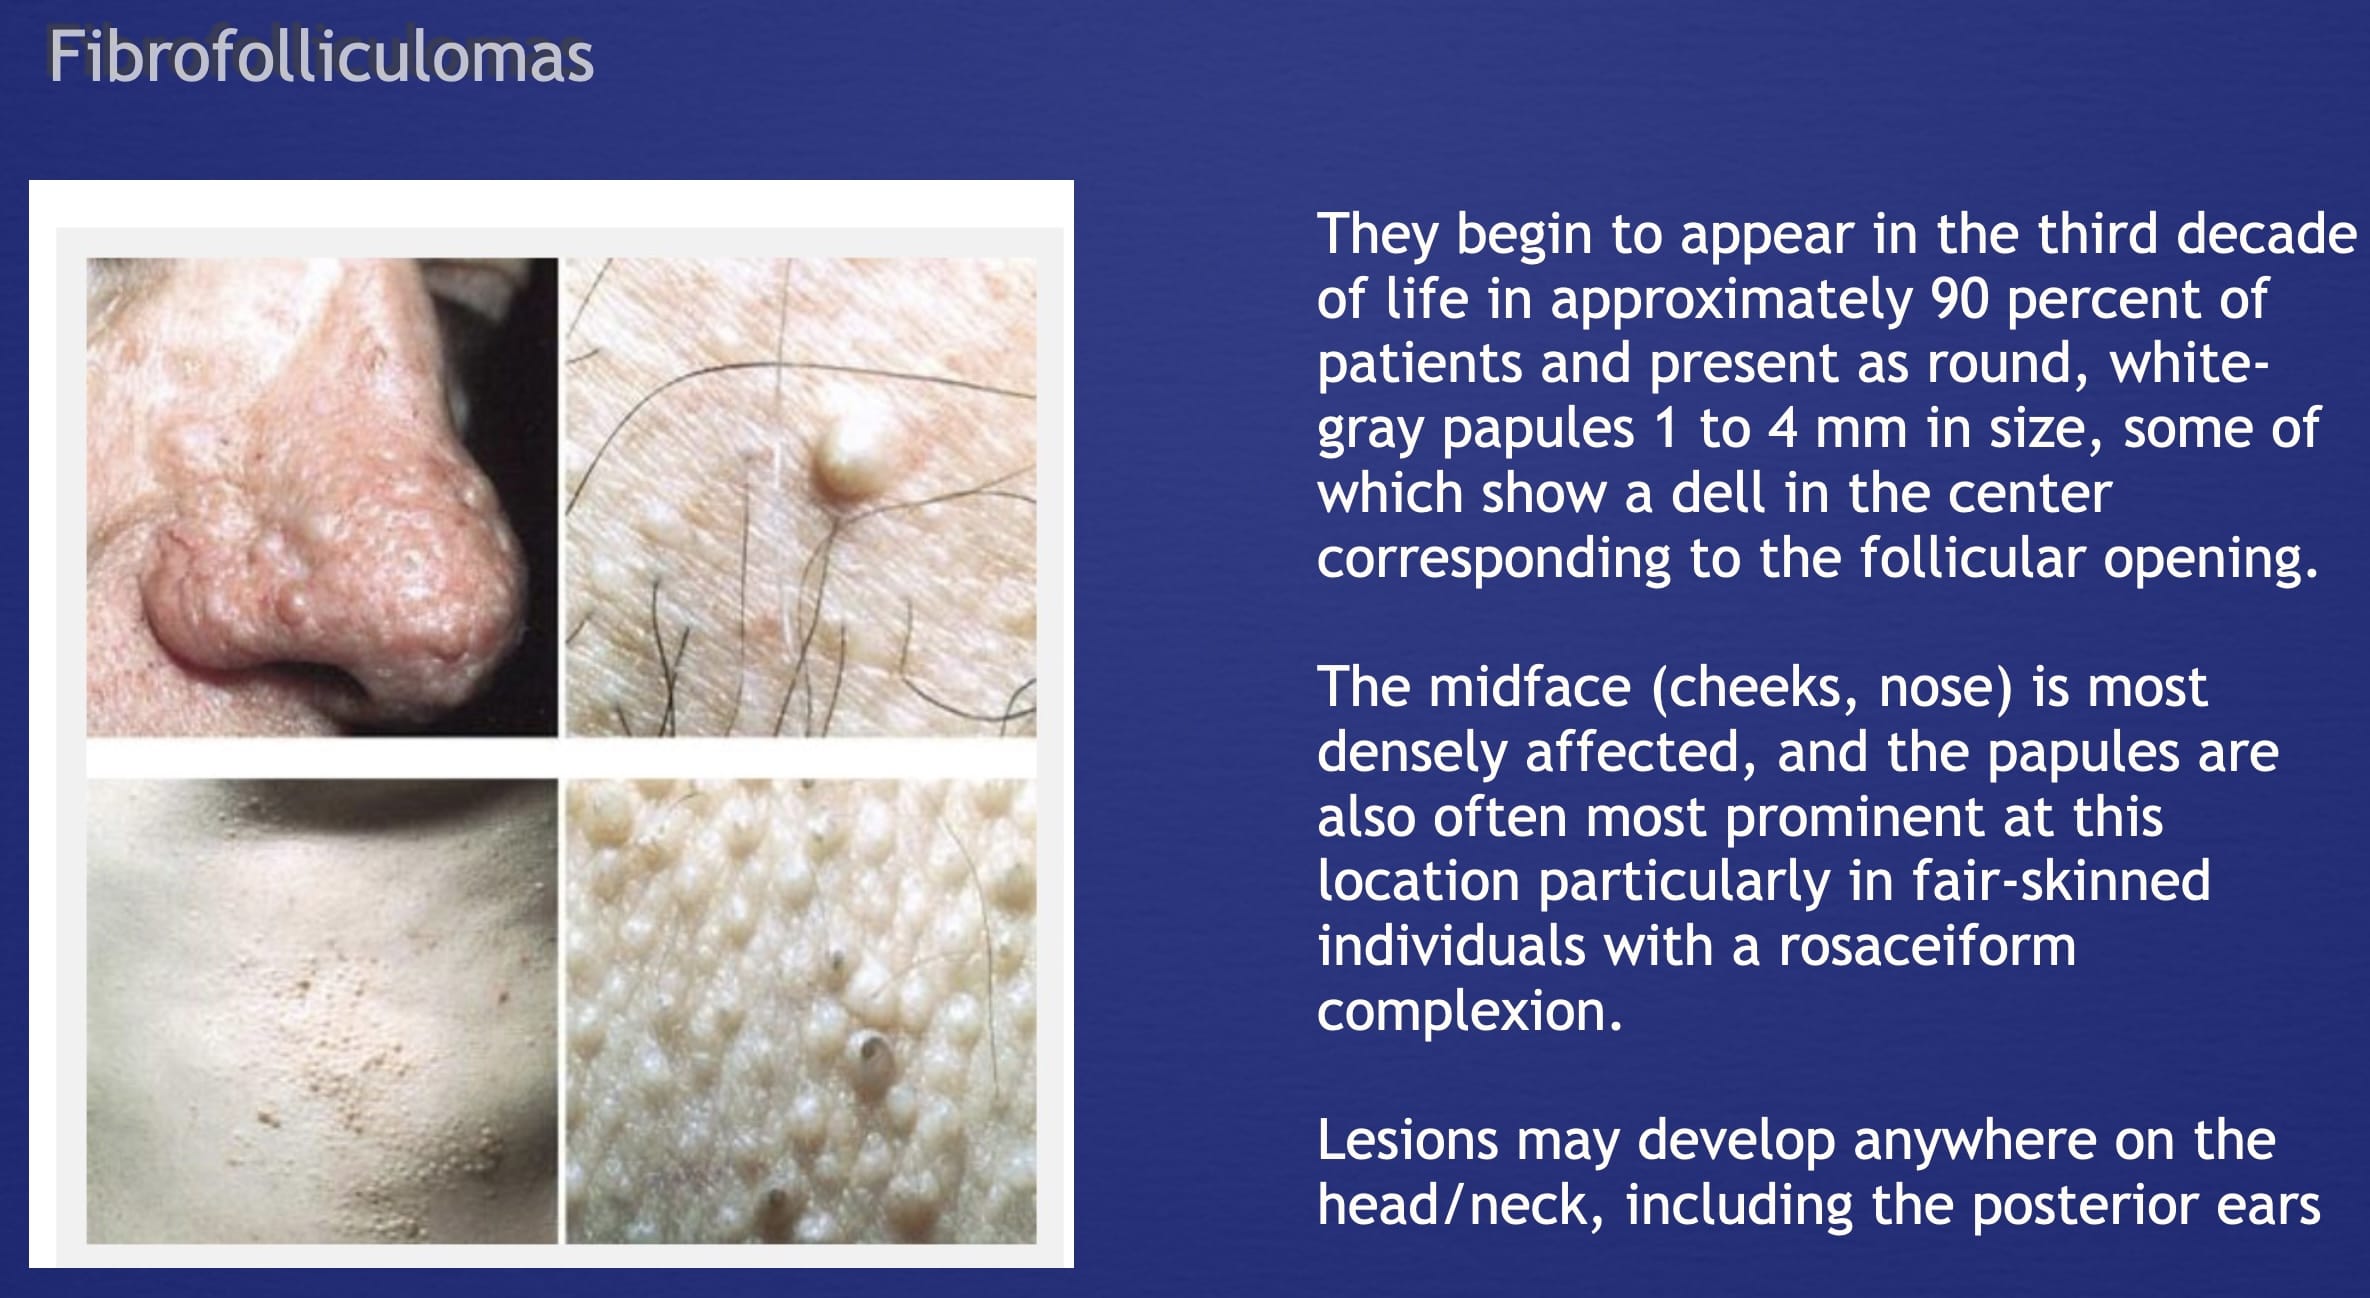 Fibrofolliculomas
They begin to appear in the third decade
of life in approximately 90 percent of
patients and present as round, white-
gray papules 1 to 4 mm in size, some of
which show a dell in the center
corresponding to the follicular opening.
The midface (cheeks, nose) is most
densely affected, and the papules are
also often most prominent at this
location particularly in fair-skinned
individuals with a rosaceiform
complexion.
Lesions may develop anywhere on the
head/neck, including the posterior ears